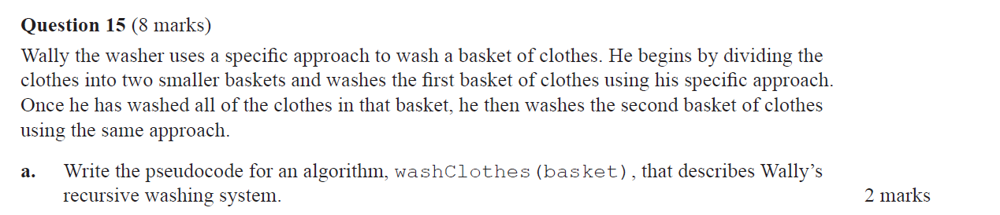 Question 15 (8 marks)
Wally the washer uses a specific approach to wash a basket of clothes. He begins by dividing the
clothes into two smaller baskets and washes the first basket of clothes using his specific approach.
Once he has washed all of the clothes in that basket, he then washes the second basket of clothes
using the same approach.
a. Write the pseudocode for an algorithm, washClothes(basket), that describes Wally’s
recursive washing system. 2 marks